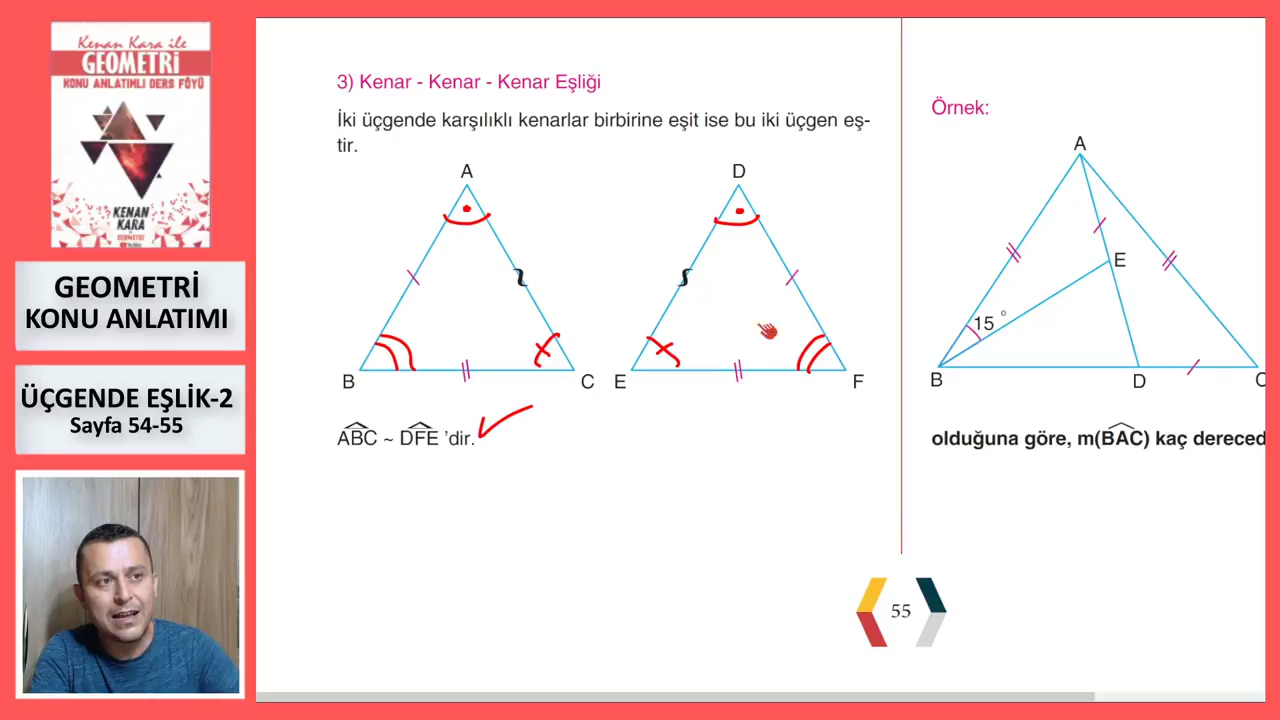 Kenan Kara ile
GEOMETRİ
KONU ANLATIMLI DERS FÖYÜ
KENAN
KARA
GEOMETRİ
KONU ANLATIMI
ÜÇGENDE EŞLİK-2
Sayfa 54-55
3) Kenar - Kenar - Kenar Eşliği
İki üçgende karşılıklı kenarlar birbirine eşit ise bu iki üçgen eş-
tir.
A
D
B
C
E
F
ABC ~ DFE 'dir.
Örnek:
A
E
15°
B
D
C
olduğuna göre, m(BAC) kaç dereced
55